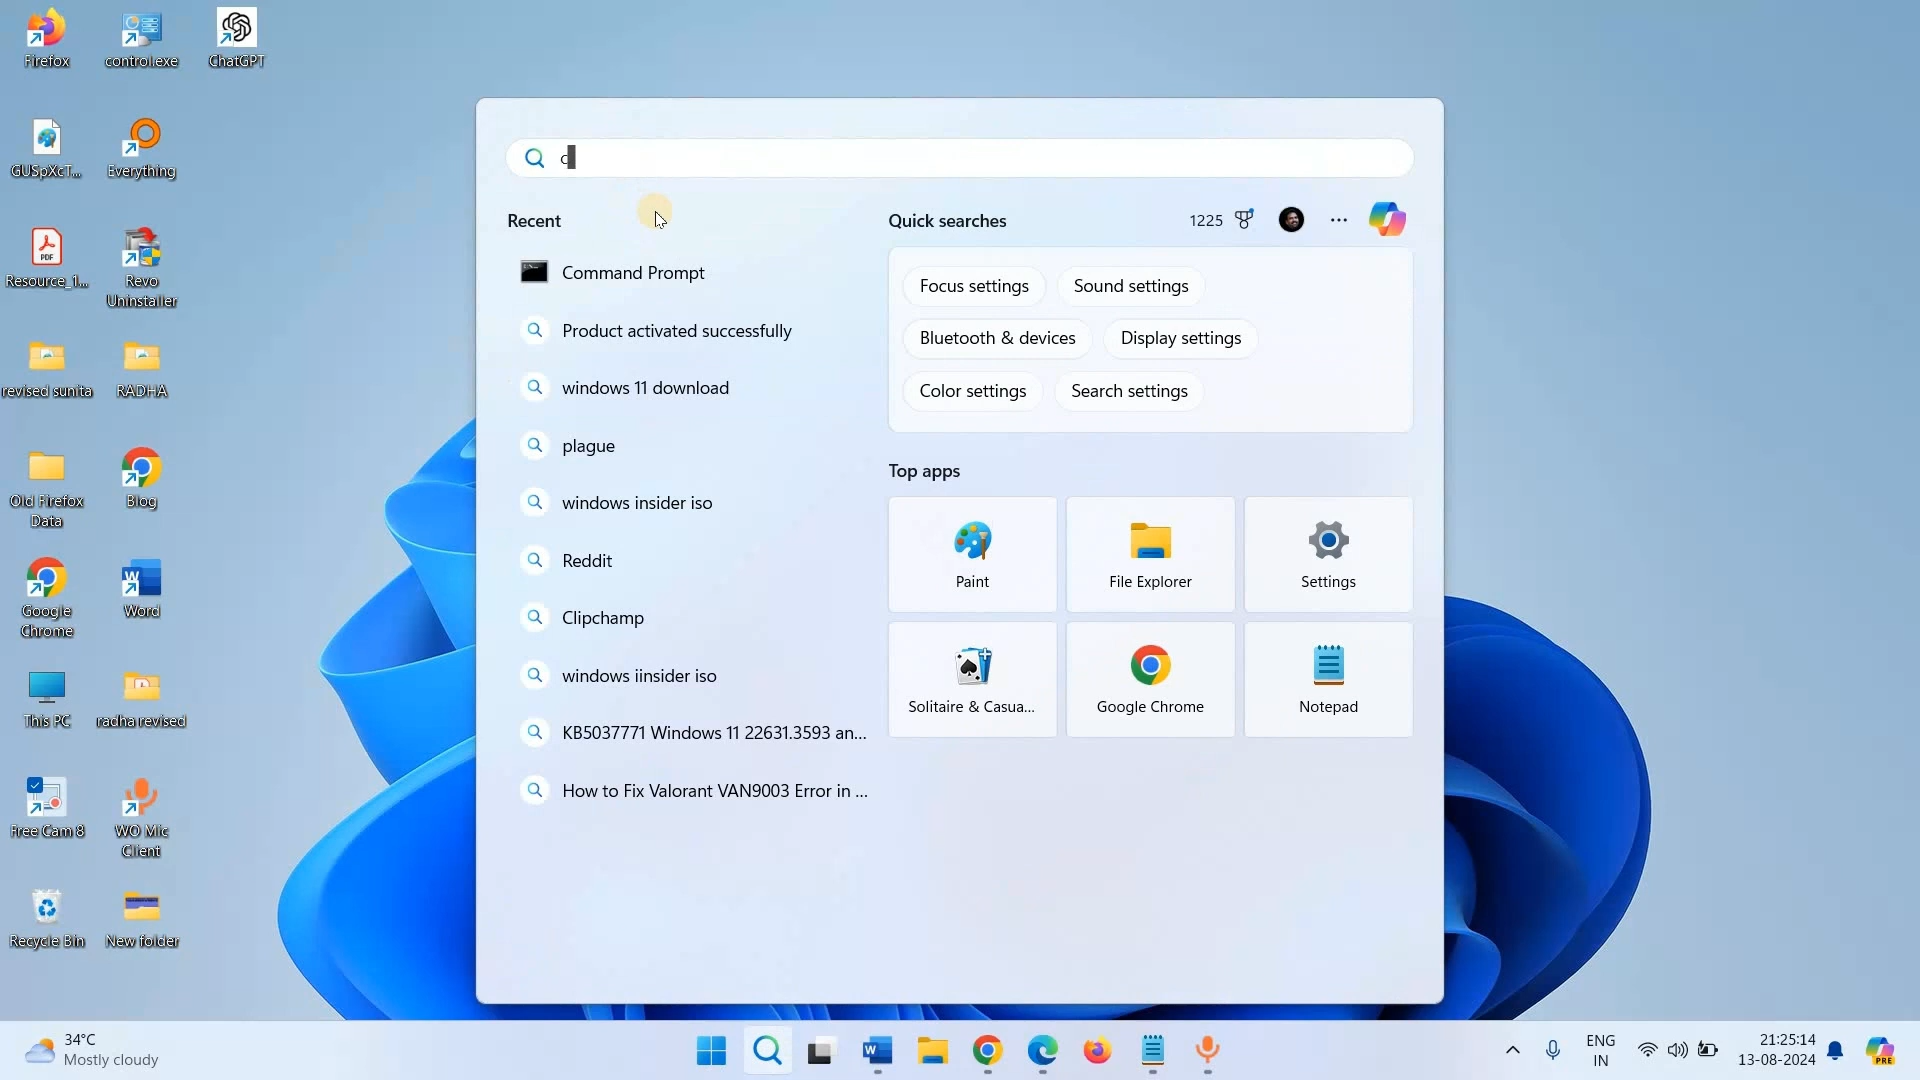 Firefox
control.exe
ChatGPT
GUSpXcT...
Everything
Resource_1...
Revo
Uninstaller
revised sunita
RADHA
Old Firefox
Data
Blog
Google
Chrome
Word
This PC
radha revised
Free Cam 8
WO Mic
Client
Recycle Bin
New folder
c
Recent
Command Prompt
Product activated successfully
windows 11 download
plague
windows insider iso
Reddit
Clipchamp
windows iinsider iso
KB5037771 Windows 11 22631.3593 an...
How to Fix Valorant VAN9003 Error in ...
Quick searches
1225
Focus settings
Sound settings
Bluetooth & devices
Display settings
Color settings
Search settings
Top apps
Paint
File Explorer
Settings
Solitaire & Casua...
Google Chrome
Notepad
34°C
Mostly cloudy
ENG
IN
21:25:14
13-08-2024
PRE